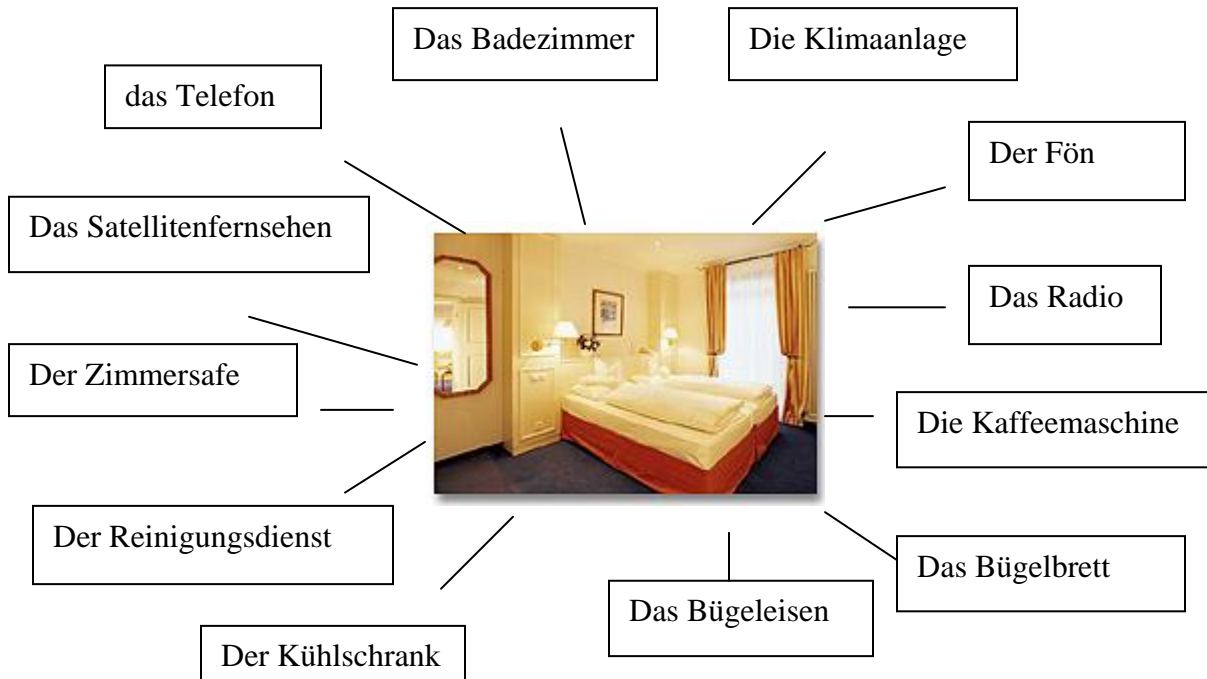 Das Badezimmer
Die Klimaanlage
das Telefon
Der Fön
Das Satellitenfernsehen
Das Radio
Der Zimmersafe
Die Kaffeemaschine
Der Reinigungsdienst
Das Bügelbrett
Das Bügeleisen
Der Kühlschrank